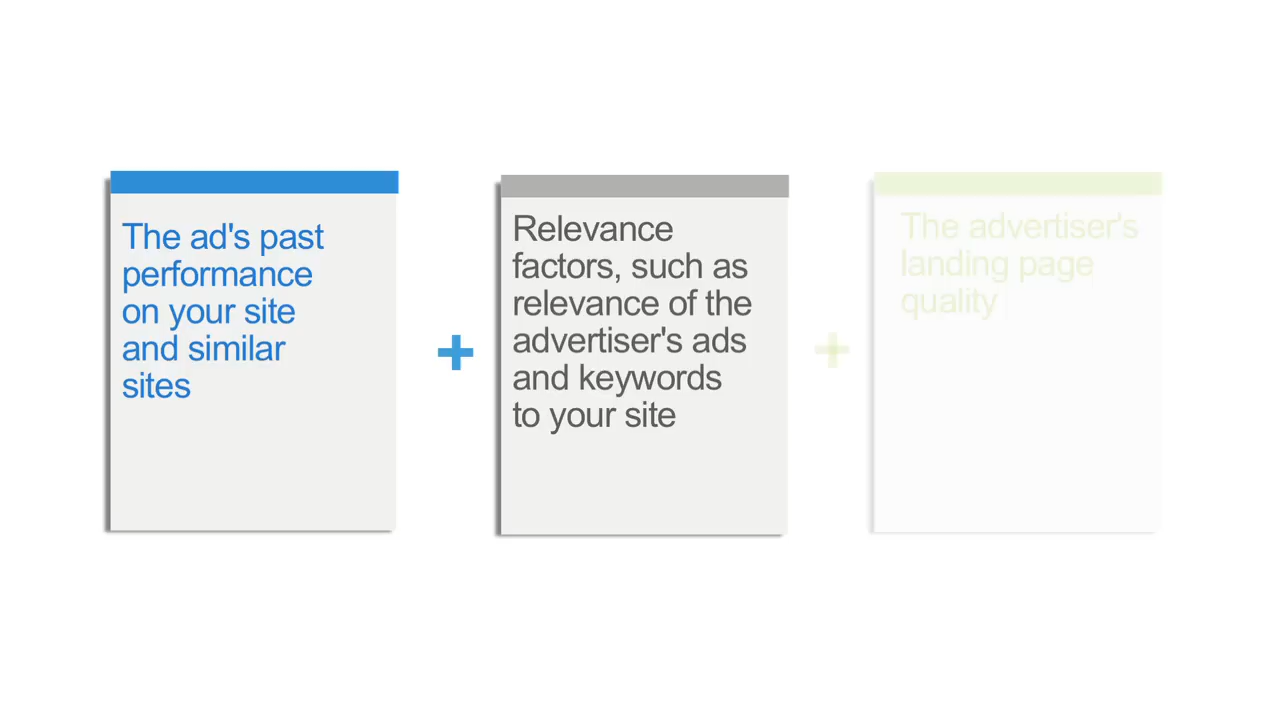 The ad's past
performance
on your site
and similar
sites
+
Relevance
factors, such as
relevance of the
advertiser's ads
and keywords
to your site
+
The advertiser's
landing page
quality